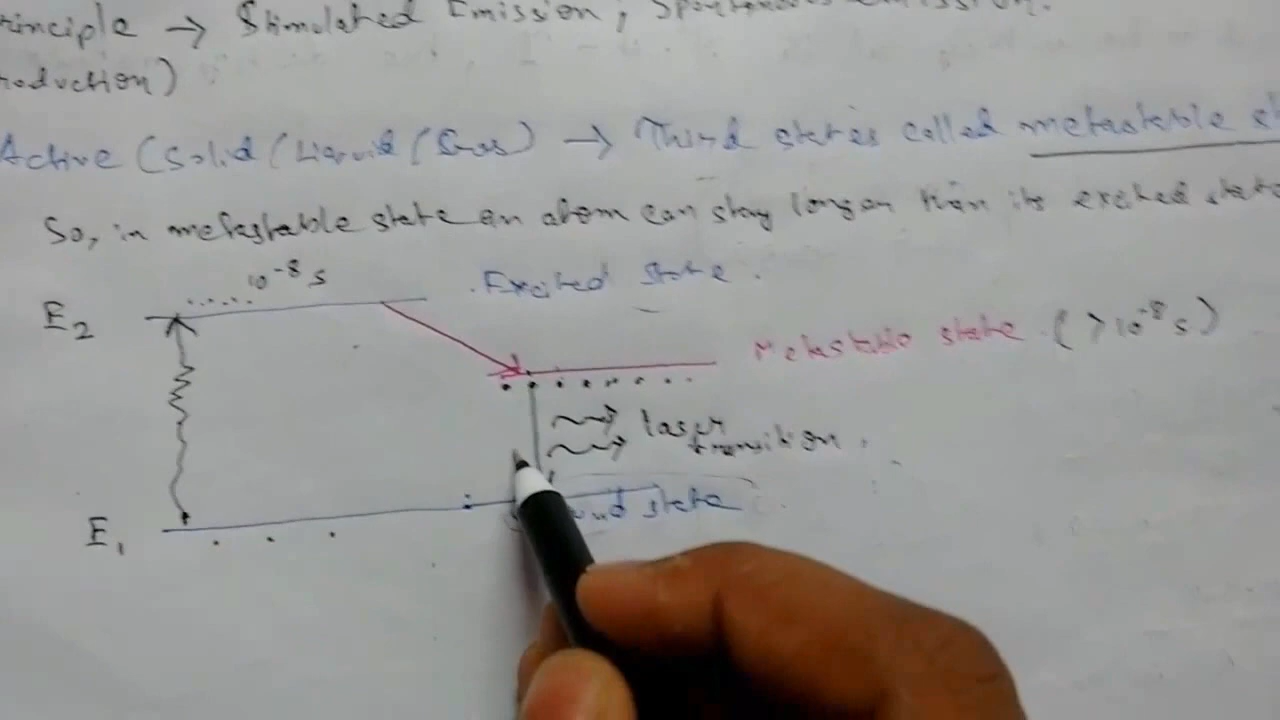 rinciple → Stimulated Emission, Spontaneous emission.
roduction)
Active (Solid/Liquid/Gas) → Third states called metastable st
So, in metastable state an atom can stay longer than its excited state
10⁻⁸ s
Excited state.
E₂
Metastable state (>10⁻⁸ s)
laser
transition.
E₁
und state